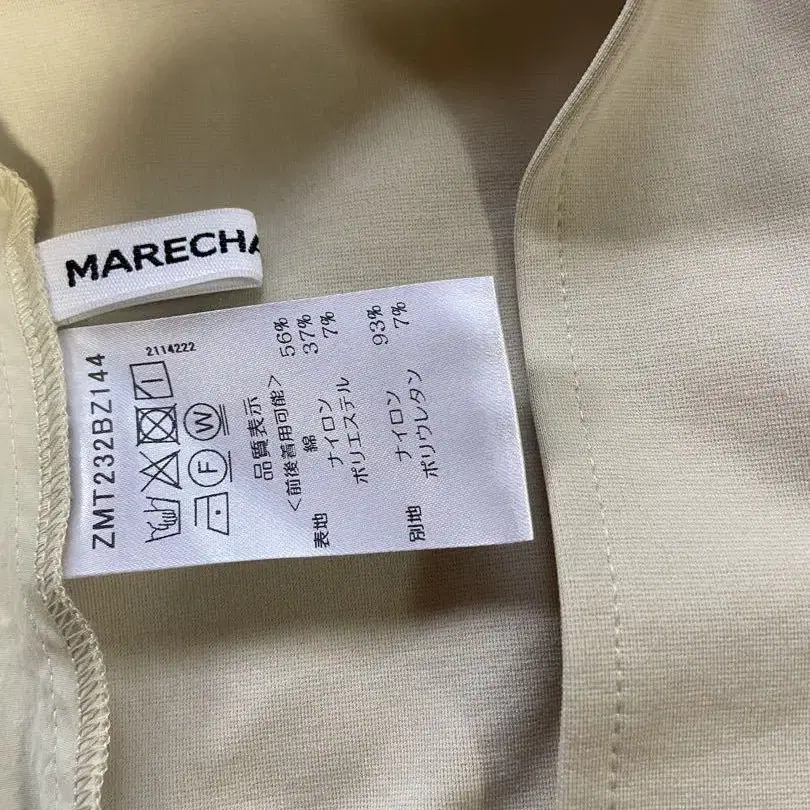 MARECHA
ZMT232BZ144
2114222
F
W
品質表示
<前後着用可能>
表地 綿 56%
ナイロン 37%
ポリエステル 7%
別地 ナイロン 93%
ポリウレタン 7%